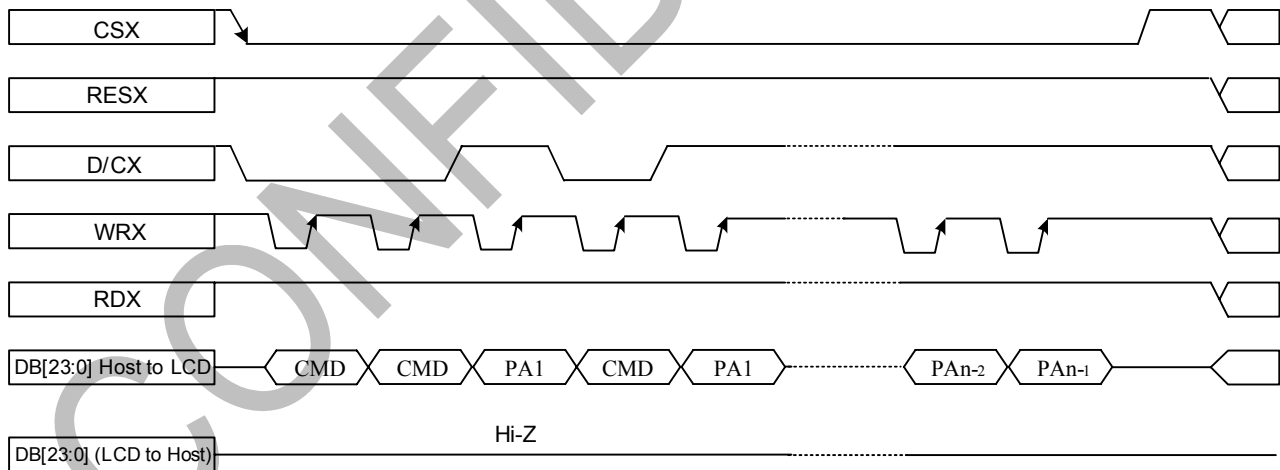 CSX
RESX
D/CX
WRX
RDX
DB[23:0] Host to LCD
CMD CMD PA1 CMD PA1 PAn-2 PAn-1
Hi-Z
DB[23:0] (LCD to Host)
CONFID